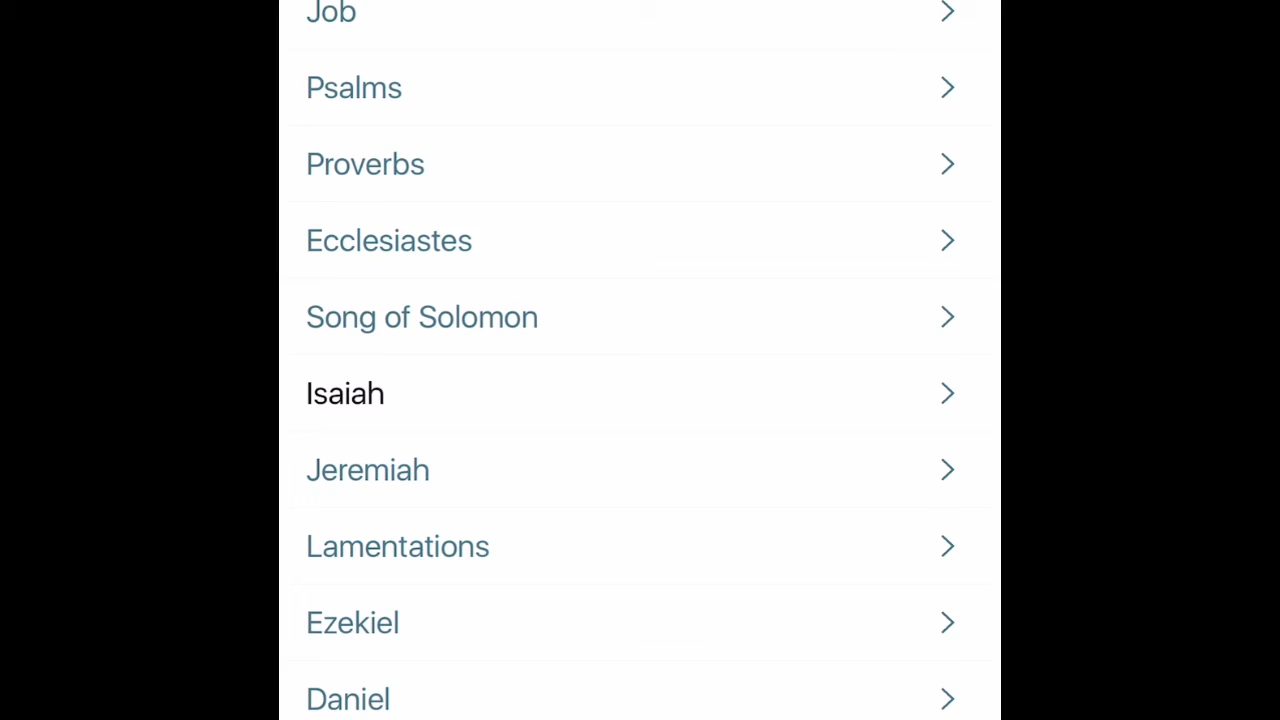 Job
Psalms
Proverbs
Ecclesiastes
Song of Solomon
Isaiah
Jeremiah
Lamentations
Ezekiel
Daniel